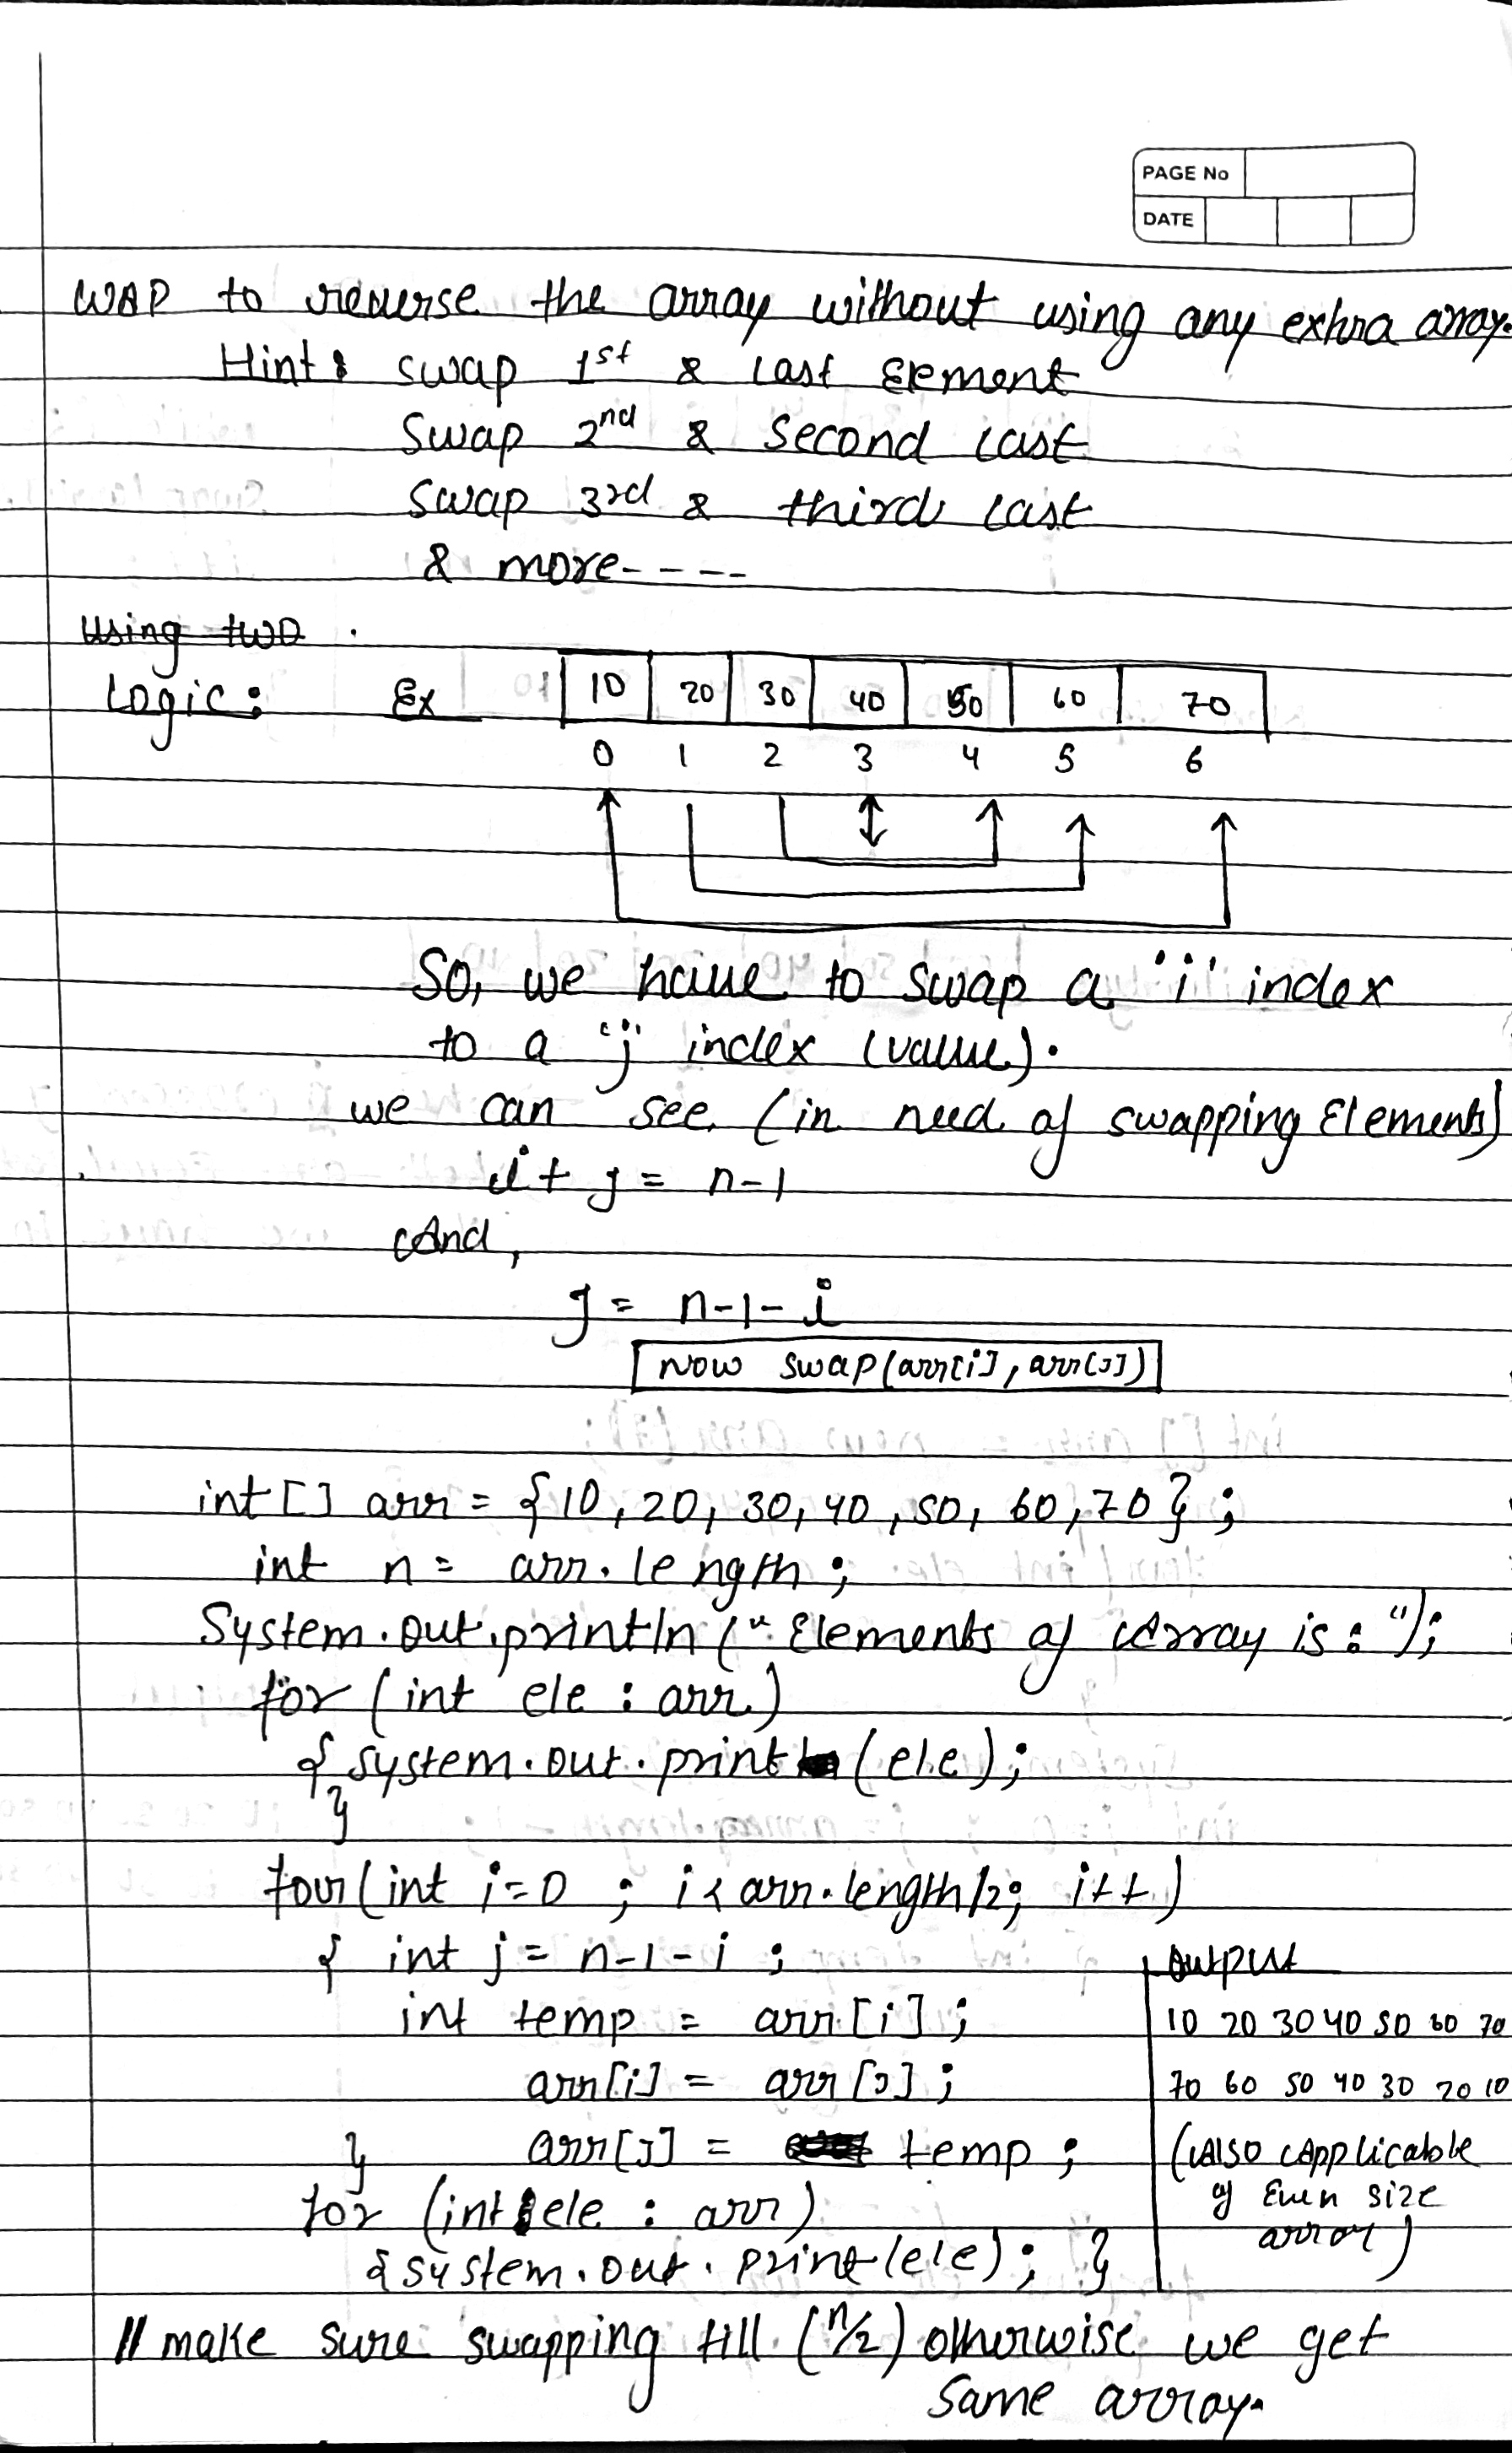 PAGE No
DATE
WAP to reverse the array without using any extra array.
Hint: swap 1st & last Element
Swap 2nd & Second last
Swap 3rd & third last
& more----
Using two
Logic: Ex 10 20 30 40 50 60 70
0 1 2 3 4 5 6
So, we have to swap a 'i' index
to a 'j' index (value).
we can see (in need of swapping Elements)
i + j = n-1
And,
j = n-1-i
Now swap(arr[i], arr[j])
int[] arr = {10, 20, 30, 40, 50, 60, 70};
int n = arr.length;
System.out.println("Elements of Array is:");
for (int ele : arr)
{ System.out.print (ele);
}
for(int i=0 ; i< arr.length/2; i++)
{ int j = n-1-i ;
int temp = arr[i];
arr[i] = arr[j];
} arr[j] = temp;
for (int ele : arr)
{System.out.print(ele); }
Output
10 20 30 40 50 60 70
70 60 50 40 30 20 10
(Also Applicable
of Even size
array)
// make sure swapping till (n/2) otherwise we get
Same array.